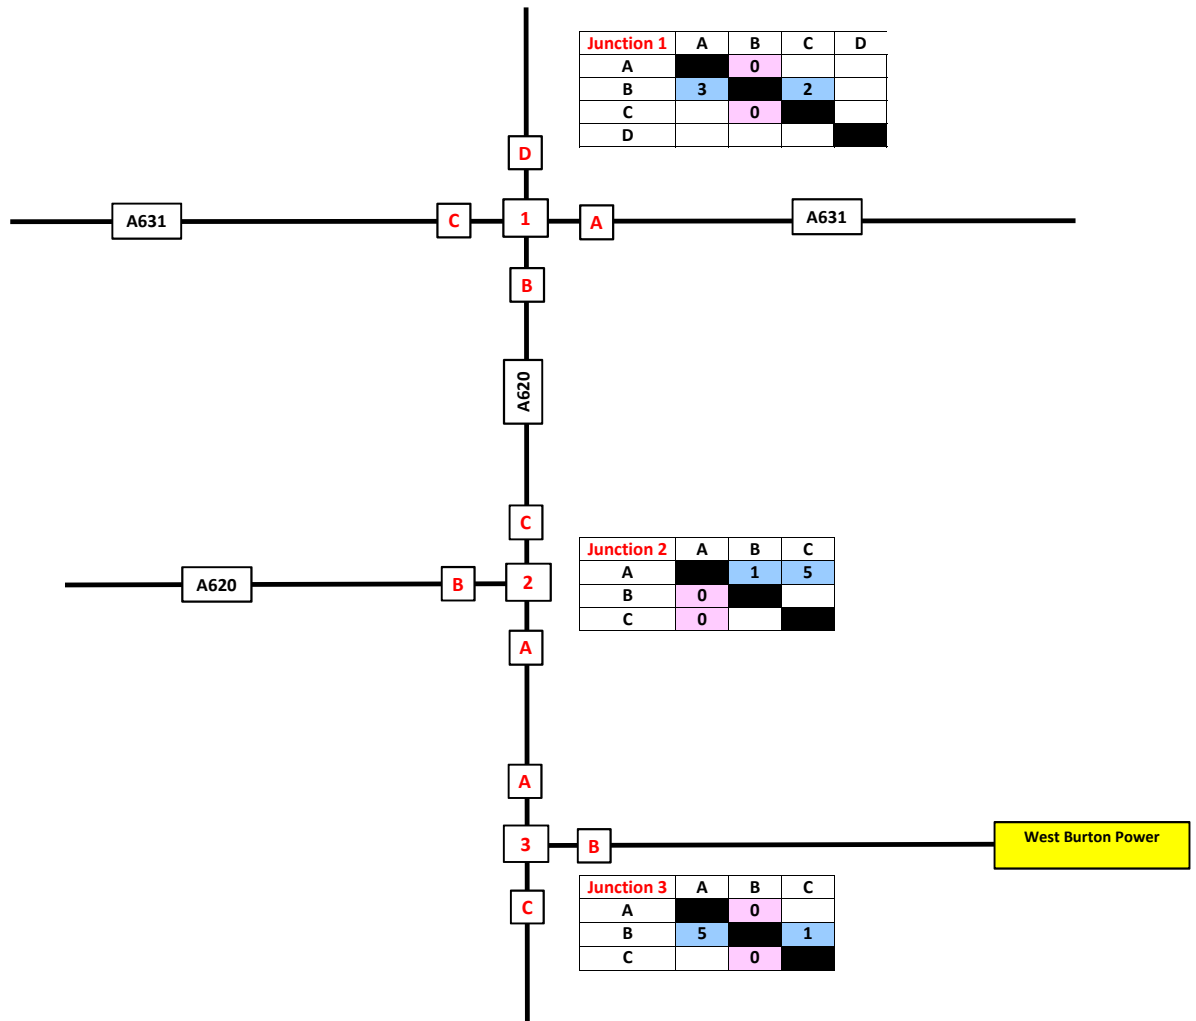 Junction 1 A B C D
A 0
B 3 2
C 0
D
D
A631 C 1 A A631
B
A620
C
Junction 2 A B C
A 1 5
B 0
C 0
A620 B 2
A
A
3 B West Burton Power
Junction 3 A B C
A 0
B 5 1
C 0
C